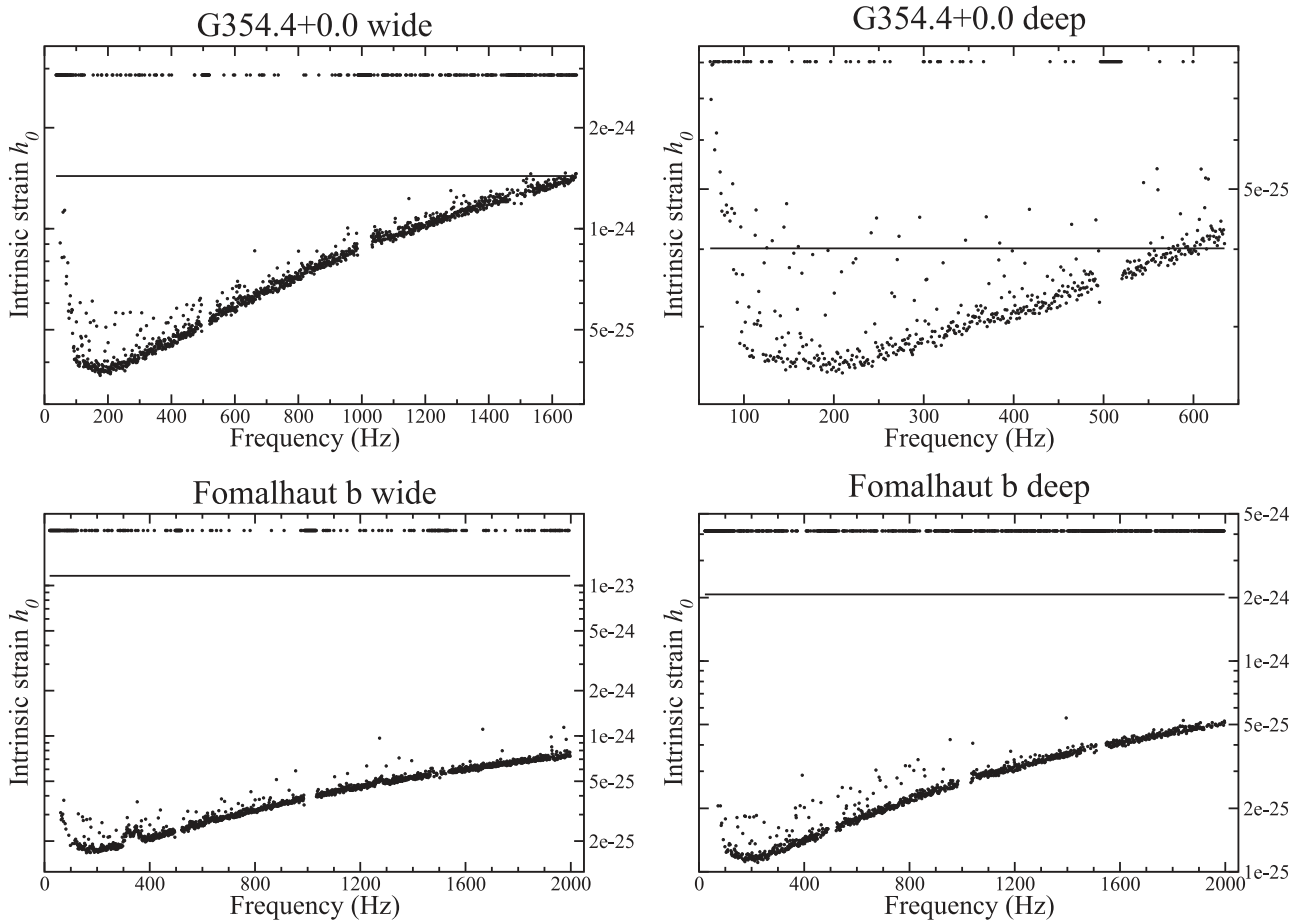 G354.4+0.0 wide
Intrinsic strain h0
2e-24
1e-24
5e-25
0 200 400 600 800 1000 1200 1400 1600
Frequency (Hz)
G354.4+0.0 deep
Intrinsic strain h0
5e-25
100 200 300 400 500 600
Frequency (Hz)
Fomalhaut b wide
Intrinsic strain h0
1e-23
5e-24
2e-24
1e-24
5e-25
2e-25
0 400 800 1200 1600 2000
Frequency (Hz)
Fomalhaut b deep
Intrinsic strain h0
5e-24
2e-24
1e-24
5e-25
2e-25
1e-25
0 400 800 1200 1600 2000
Frequency (Hz)